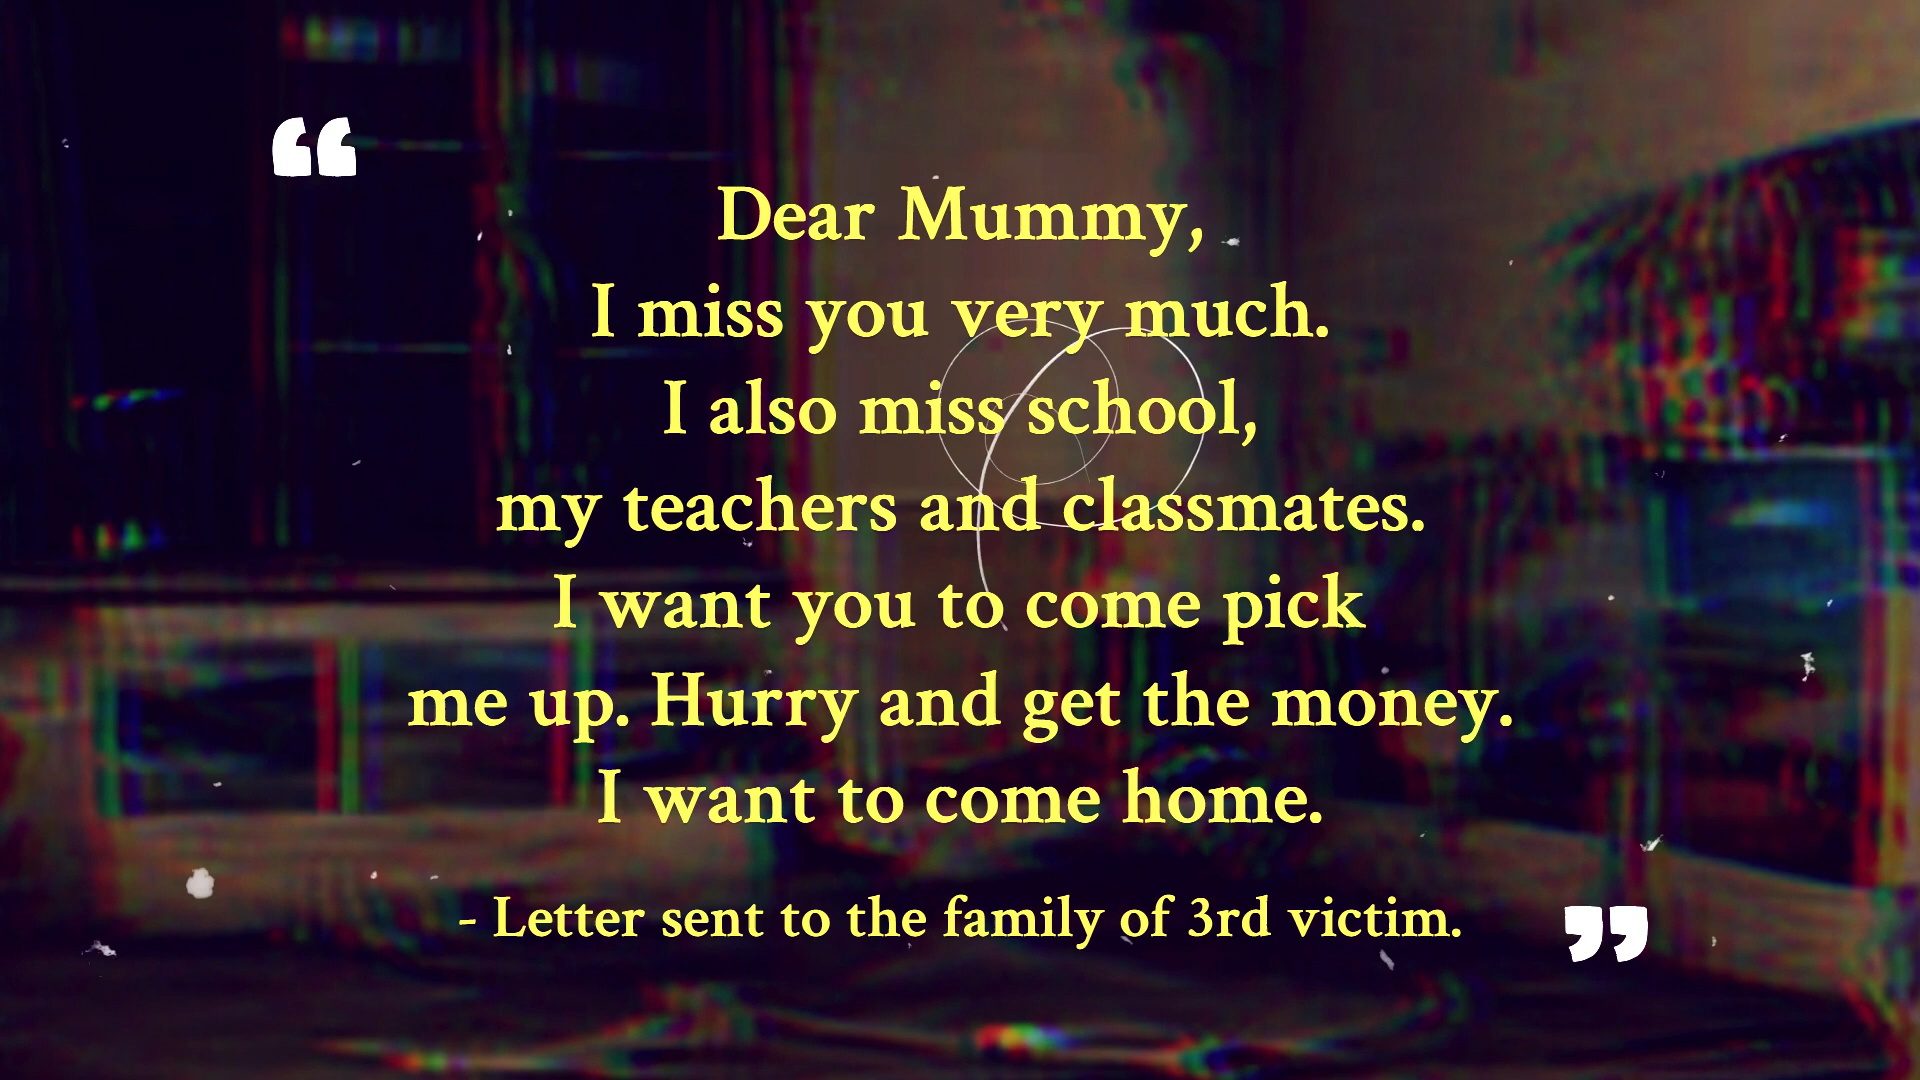 “
Dear Mummy,
I miss you very much.
I also miss school,
my teachers and classmates.
I want you to come pick
me up. Hurry and get the money.
I want to come home.
- Letter sent to the family of 3rd victim.
”